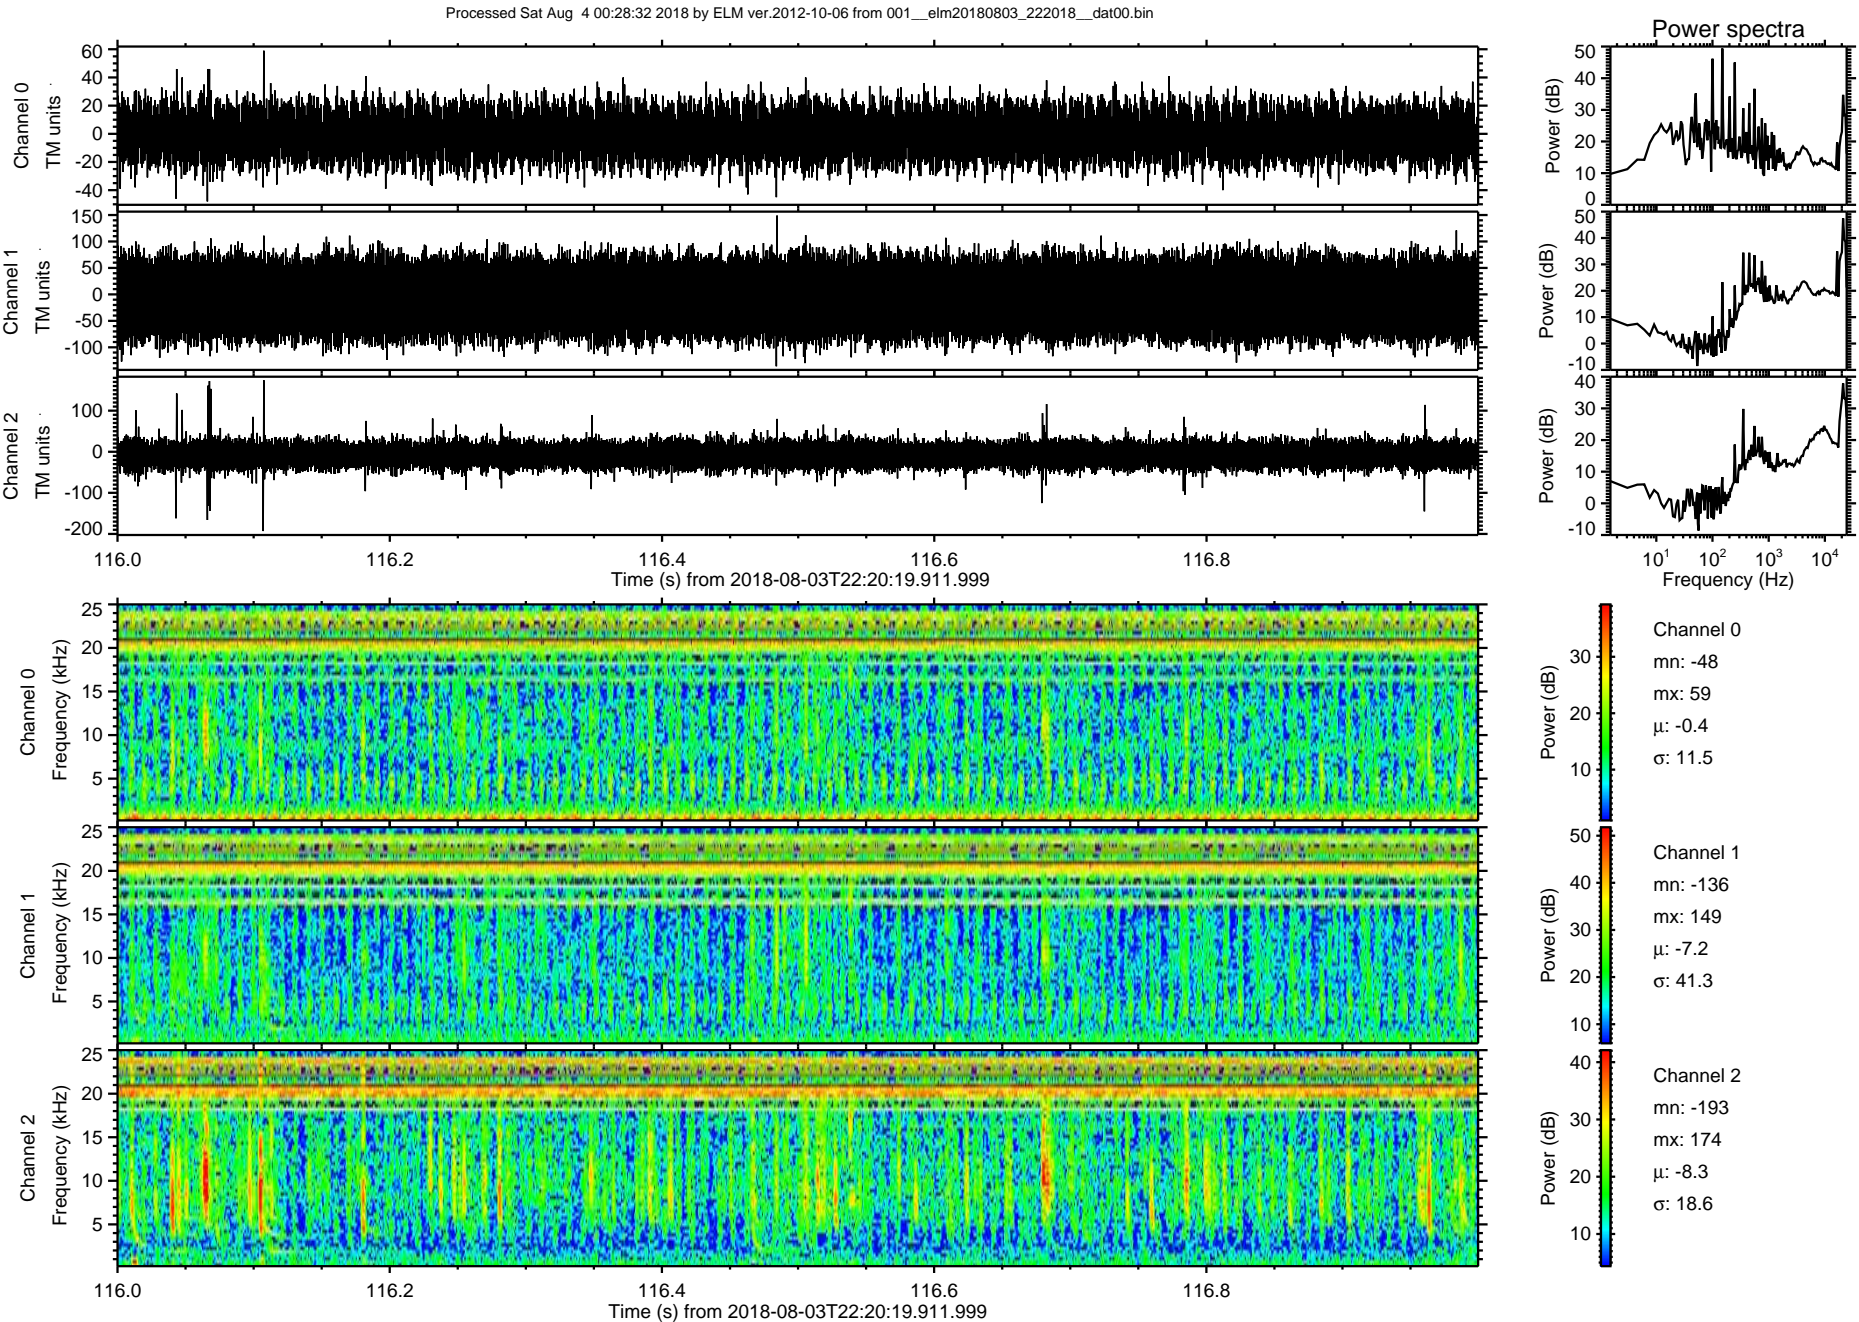 Processed Sat Aug  4 00:28:32 2018 by ELM ver.2012-10-06 from 001__elm20180803_222018__dat00.bin
Power spectra
Channel 0
TM units
60
40
20
0
-20
-40
Power (dB)
50
40
30
20
10
0
Channel 1
TM units
150
100
50
0
-50
-100
Power (dB)
50
40
30
20
10
0
-10
Channel 2
TM units
100
0
-100
-200
Power (dB)
40
30
20
10
0
-10
116.0 116.2 116.4 116.6 116.8
Time (s) from 2018-08-03T22:20:19.911.999
10¹ 10² 10³ 10⁴
Frequency (Hz)
Channel 0
Frequency (kHz)
25
20
15
10
5
Power (dB)
30
20
10
Channel 0
mn: -48
mx: 59
μ: -0.4
σ: 11.5
Channel 1
Frequency (kHz)
25
20
15
10
5
Power (dB)
50
40
30
20
10
Channel 1
mn: -136
mx: 149
μ: -7.2
σ: 41.3
Channel 2
Frequency (kHz)
25
20
15
10
5
Power (dB)
40
30
20
10
Channel 2
mn: -193
mx: 174
μ: -8.3
σ: 18.6
116.0 116.2 116.4 116.6 116.8
Time (s) from 2018-08-03T22:20:19.911.999